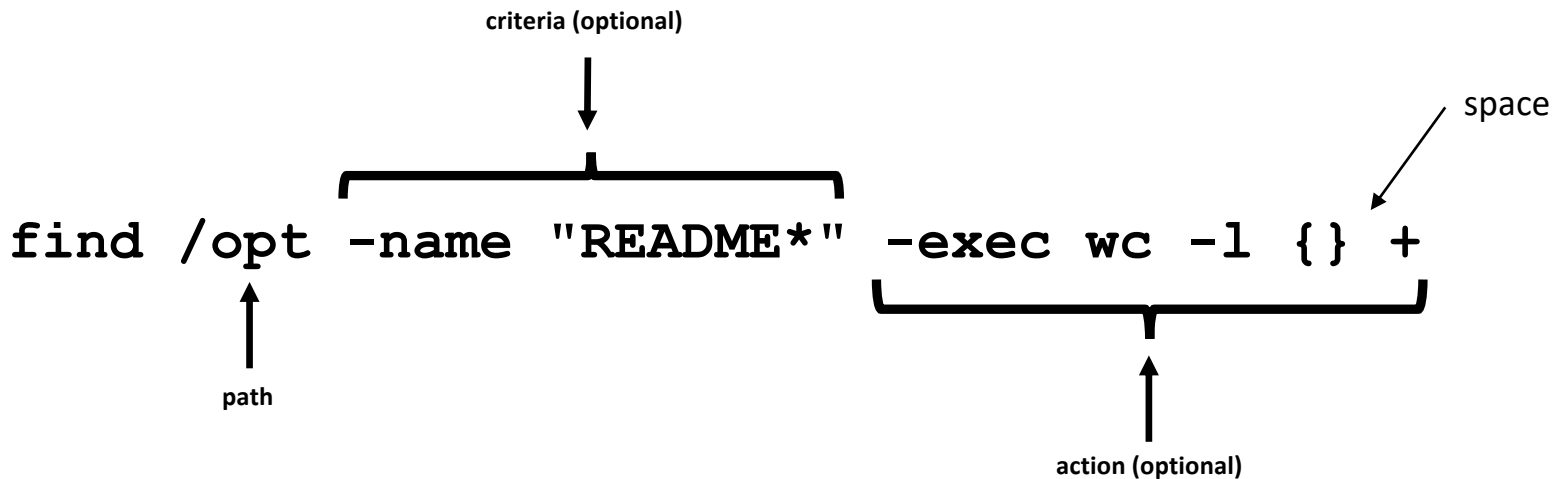 criteria (optional)
space
find /opt -name "README*" -exec wc -l {} +
path
action (optional)